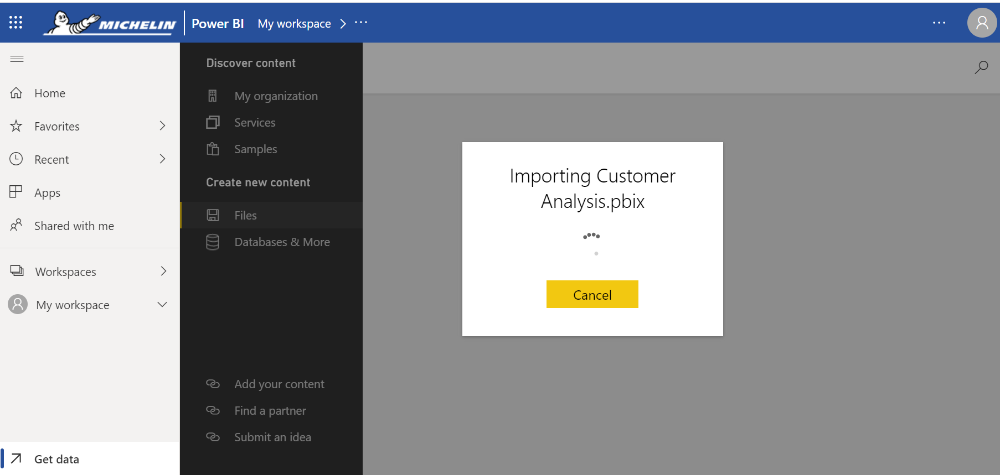 MICHELIN
Power BI
My workspace
Home
Favorites
Recent
Apps
Shared with me
Workspaces
My workspace
Get data
Discover content
My organization
Services
Samples
Create new content
Files
Databases & More
Add your content
Find a partner
Submit an idea
Importing Customer
Analysis.pbix
Cancel